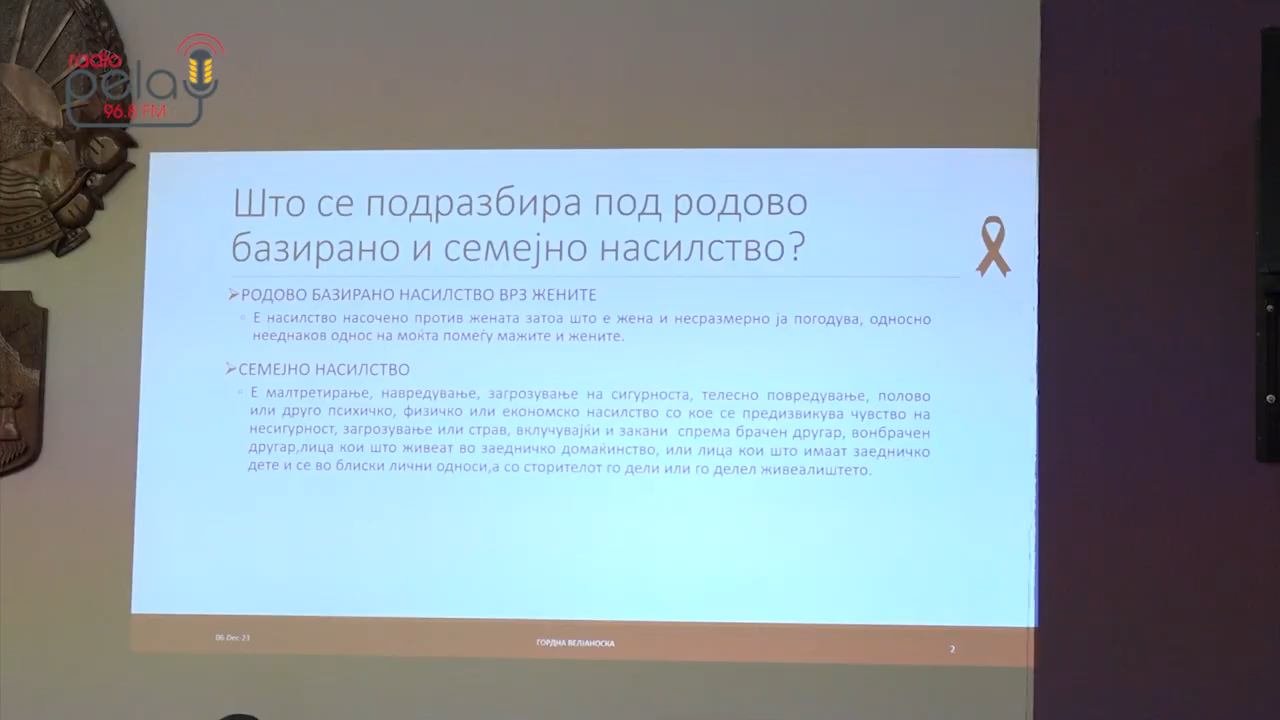 radio
pela
96.8 FM
Што се подразбира под родово
базирано и семејно насилство?
➢РОДОВО БАЗИРАНО НАСИЛСТВО ВРЗ ЖЕНИТЕ
◦ Е насилство насочено против жената затоа што е жена и несразмерно ја погодува, односно
нееднаков однос на моќта помеѓу мажите и жените.
➢СЕМЕЈНО НАСИЛСТВО
◦ Е малтретирање, навредување, загрозување на сигурноста, телесно повредување, полово
или друго психичко, физичко или економско насилство со кое се предизвикува чувство на
несигурност, загрозување или страв, вклучувајќи и закани спрема брачен другар, вонбрачен
другар,лица кои што живеат во заедничко домаќинство, или лица кои што имаат заедничко
дете и се во блиски лични односи,а со сторителот го дели или го делел живеалиштето.
06-Dec-23
ГОРДНА ВЕЛЈАНОСКА
2